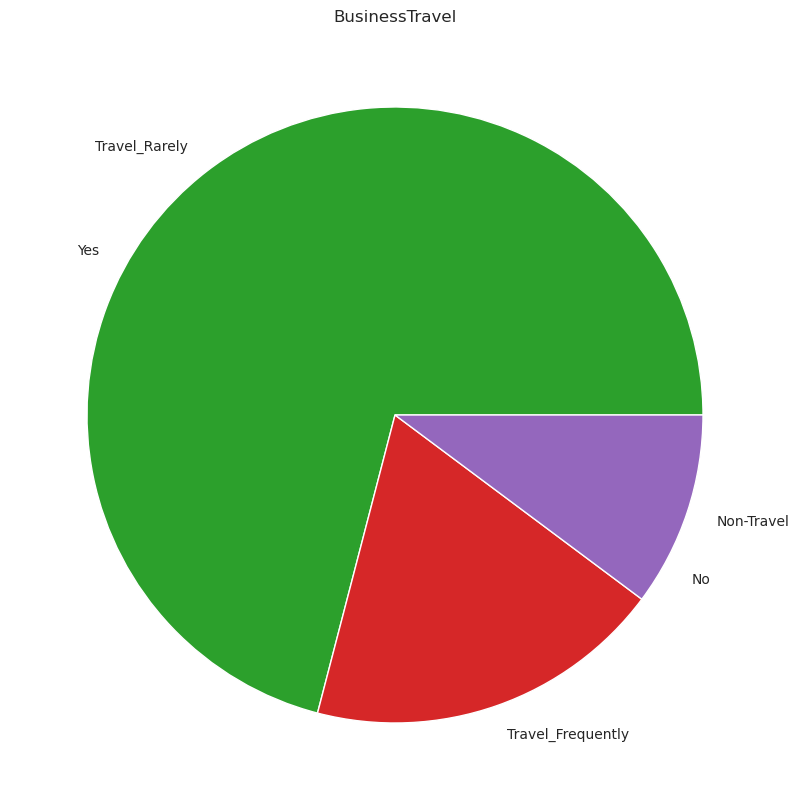 BusinessTravel
Travel_Rarely
Yes
Non-Travel
No
Travel_Frequently